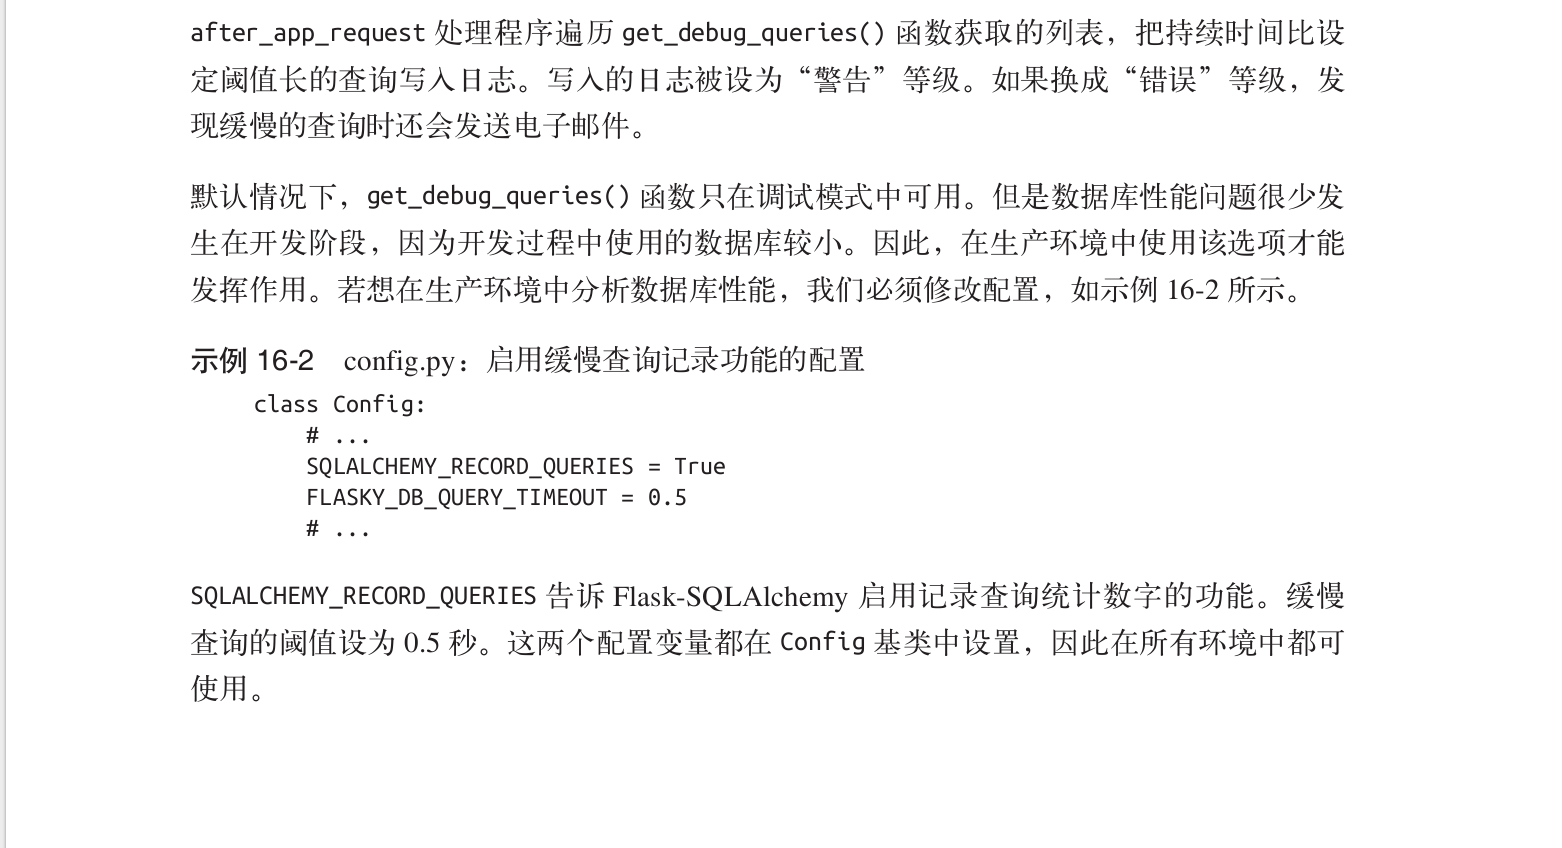 after_app_request 处理程序遍历 get_debug_queries() 函数获取的列表，把持续时间比设
定阈值长的查询写入日志。写入的日志被设为“警告”等级。如果换成“错误”等级，发
现缓慢的查询时还会发送电子邮件。
默认情况下，get_debug_queries() 函数只在调试模式中可用。但是数据库性能问题很少发
生在开发阶段，因为开发过程中使用的数据库较小。因此，在生产环境中使用该选项才能
发挥作用。若想在生产环境中分析数据库性能，我们必须修改配置，如示例 16-2 所示。
示例 16-2　config.py：启用缓慢查询记录功能的配置
class Config:
    # ...
    SQLALCHEMY_RECORD_QUERIES = True
    FLASKY_DB_QUERY_TIMEOUT = 0.5
    # ...
SQLALCHEMY_RECORD_QUERIES 告诉 Flask-SQLAlchemy 启用记录查询统计数字的功能。缓慢
查询的阈值设为 0.5 秒。这两个配置变量都在 Config 基类中设置，因此在所有环境中都可
使用。